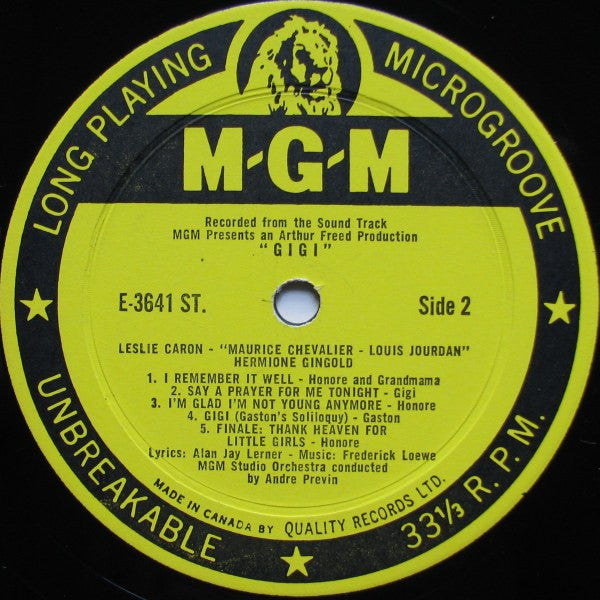 LONG PLAYING
MICROGROOVE
M-G-M
Recorded from the Sound Track
MGM Presents an Arthur Freed Production
"GIGI"
E-3641 ST.
Side 2
LESLIE CARON - "MAURICE CHEVALIER - LOUIS JOURDAN"
HERMIONE GINGOLD
1. I REMEMBER IT WELL - Honore and Grandmama
2. SAY A PRAYER FOR ME TONIGHT - Gigi
3. I'M GLAD I'M NOT YOUNG ANYMORE - Honore
4. GIGI (Gaston's Soliloquy) - Gaston
5. FINALE: THANK HEAVEN FOR
LITTLE GIRLS - Honore
Lyrics: Alan Jay Lerner - Music: Frederick Loewe
MGM Studio Orchestra conducted
by Andre Previn
MADE IN CANADA BY QUALITY RECORDS LTD.
UNBREAKABLE
33⅓ R.P.M.